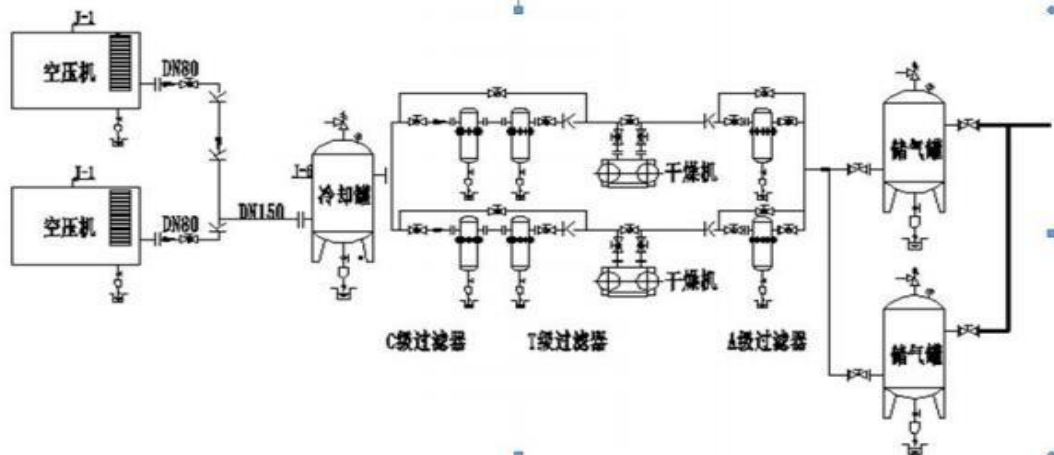 J-1
空压机
DN80
J-1
空压机
DN80
DN150
J-6
冷却罐
干燥机
干燥机
C级过滤器
T级过滤器
A级过滤器
储气罐
储气罐